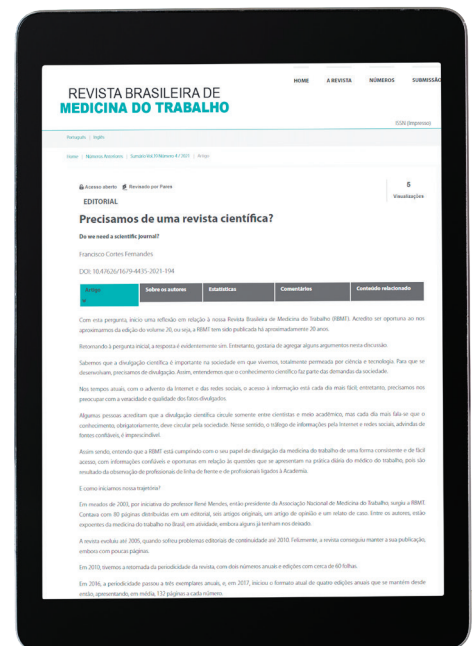 HOME A REVISTA NÚMEROS SUBMISSÃO
REVISTA BRASILEIRA DE
MEDICINA DO TRABALHO
ISSN (Impresso)
Português | Inglês
Home | Números Anteriores | Artigo
Acesso aberto Revisado por Pares
5
Visualizações
EDITORIAL
Precisamos de uma revista científica?
Do we need a scientific journal?
Francisco Cortes Fernandes
DOI: 10.47626/1679-4435-2021-194
Artigo Sobre os autores Estatísticas Comentários Conteúdo relacionado
Com esta pergunta, inicio uma reflexão em relação à nossa Revista Brasileira de Medicina do Trabalho (RBMT). Acredito ser oportuno ao nos
aproximarmos da edição do volume 20, ou seja, a RBMT tem sido publicada há aproximadamente 20 anos.
Retomando à pergunta inicial, a resposta é evidentemente sim. Entretanto, gostaria de agregar alguns argumentos nesta discussão.
Sabemos que a divulgação científica é importante na sociedade em que vivemos, totalmente permeada por ciência e tecnologia. Para que se
desenvolvam, precisamos de divulgação. Assim, entendemos que o conhecimento científico faz parte das demandas da sociedade.
Nos tempos atuais, com o advento da Internet e das redes sociais, o acesso à informação está cada dia mais fácil, entretanto, precisamos nos
preocupar com a veracidade e qualidade dos fatos divulgados.
Algumas pessoas acreditam que a divulgação científica circule somente entre cientistas e meio acadêmico, mas cada dia mais fala-se que o
conhecimento, obrigatoriamente, deve circular pela sociedade. Nesse sentido, o tráfego de informações pela Internet e redes sociais, advindas de
fontes confiáveis, é imprescindível.
Assim sendo, entendo que a RBMT está cumprindo com o seu papel de divulgação da medicina do trabalho de uma forma consistente e de fácil
acesso, com informações confiáveis e oportunas em relação às questões que se apresentam na prática diária do médico do trabalho, pois são
resultado da observação de profissionais de linha de frente e de profissionais ligados à Academia.
E como iniciamos nossa trajetória?
Em meados de 2003, por iniciativa do professor René Mendes, então presidente da Associação Nacional de Medicina do Trabalho, surgiu a RBMT.
Contava com 80 páginas distribuídas em um editorial, seis artigos originais, um artigo de opinião e um relato de caso. Entre os autores, estão
expoentes da medicina do trabalho no Brasil, em atividade, embora alguns já tenham nos deixado.
A revista evoluiu até 2005, quando sofreu problemas editoriais de continuidade até 2010. Felizmente, a revista conseguiu manter a sua publicação,
embora com poucas páginas.
Em 2010, tivemos a retomada da periodicidade da revista, com dois números anuais e edições com cerca de 60 folhas.
Em 2016, a periodicidade passou a três exemplares anuais, e, em 2017, iniciou o formato atual de quatro edições anuais que se mantém desde
então, apresentando, em média, 132 páginas a cada número.